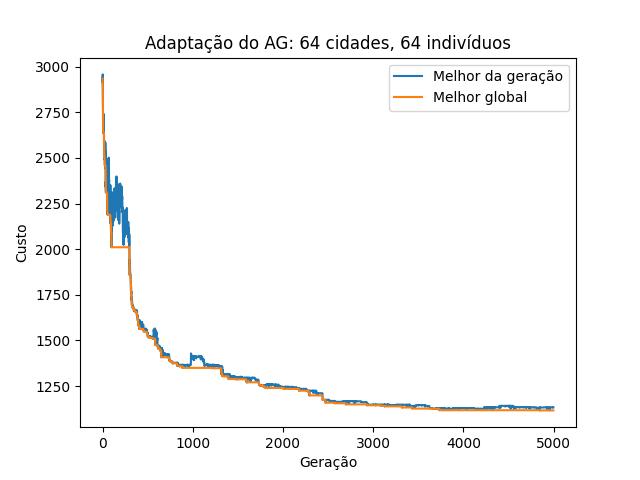 Adaptação do AG: 64 cidades, 64 indivíduos
Melhor da geração
Melhor global
3000
2750
2500
2250
2000
1750
1500
1250
Custo
0 1000 2000 3000 4000 5000
Geração